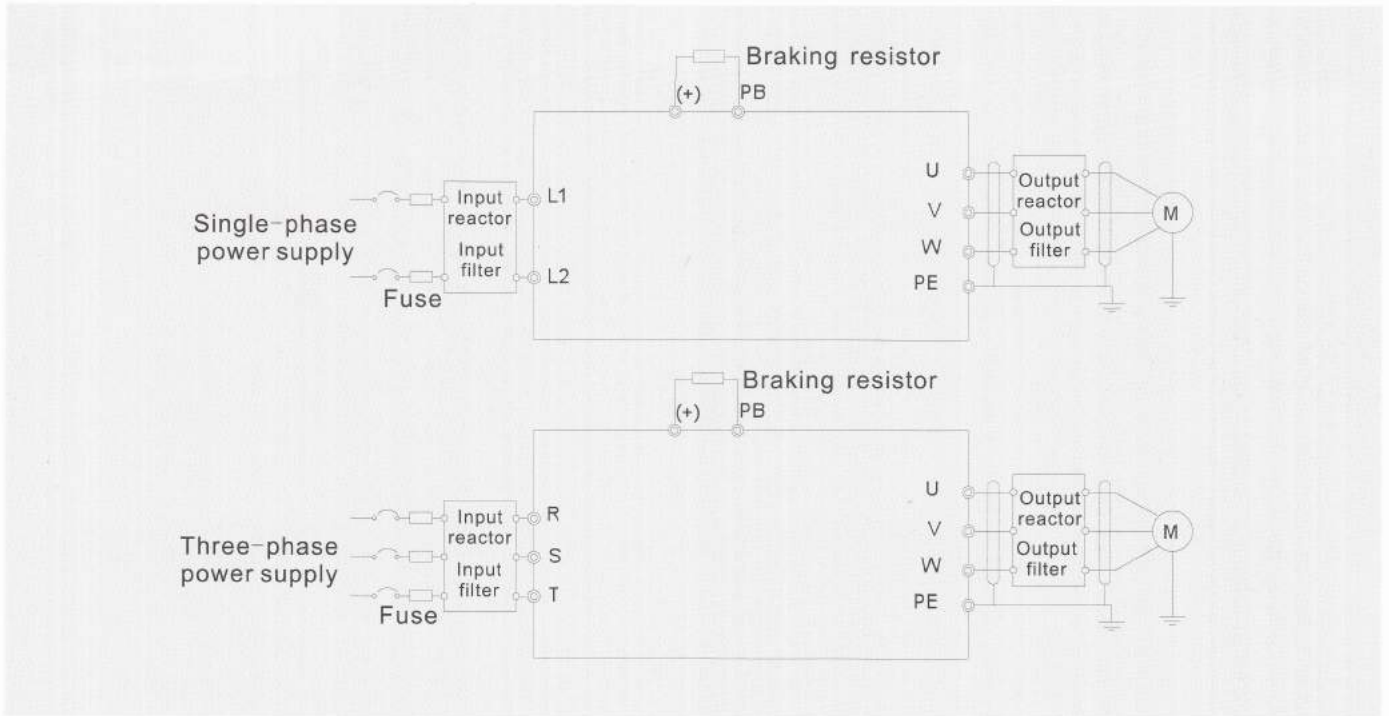 Braking resistor
(+) PB
Single-phase
power supply
Fuse
Input
reactor
Input
filter
L1
L2
U
V
W
PE
Output
reactor
Output
filter
M
Braking resistor
(+) PB
Three-phase
power supply
Fuse
Input
reactor
Input
filter
R
S
T
U
V
W
PE
Output
reactor
Output
filter
M